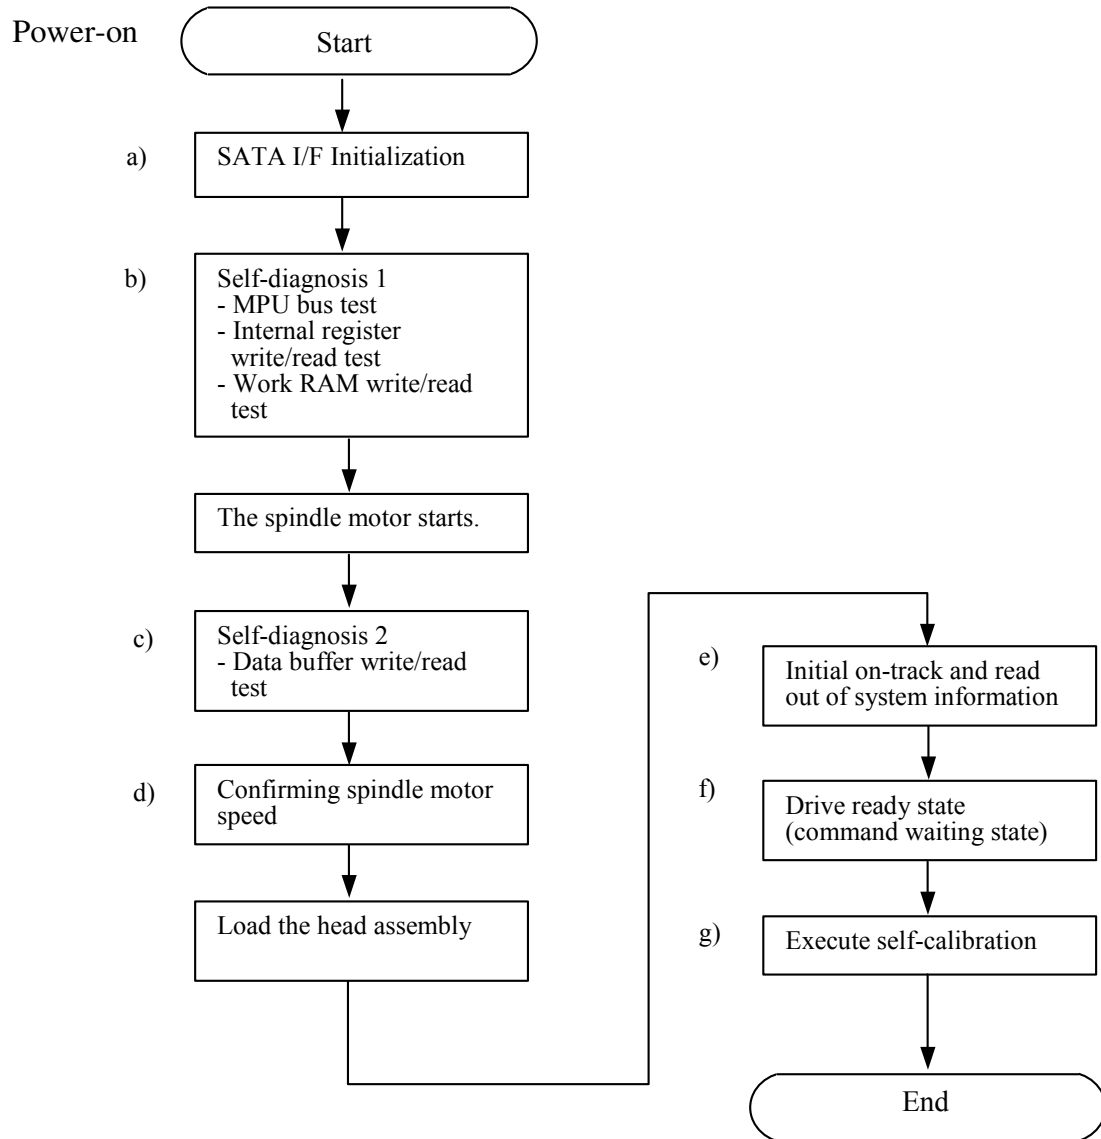 Power-on
Start
a)
SATA I/F Initialization
b)
Self-diagnosis 1
- MPU bus test
- Internal register
write/read test
- Work RAM write/read
test
The spindle motor starts.
c)
Self-diagnosis 2
- Data buffer write/read
test
d)
Confirming spindle motor
speed
Load the head assembly
e)
Initial on-track and read
out of system information
f)
Drive ready state
(command waiting state)
g)
Execute self-calibration
End